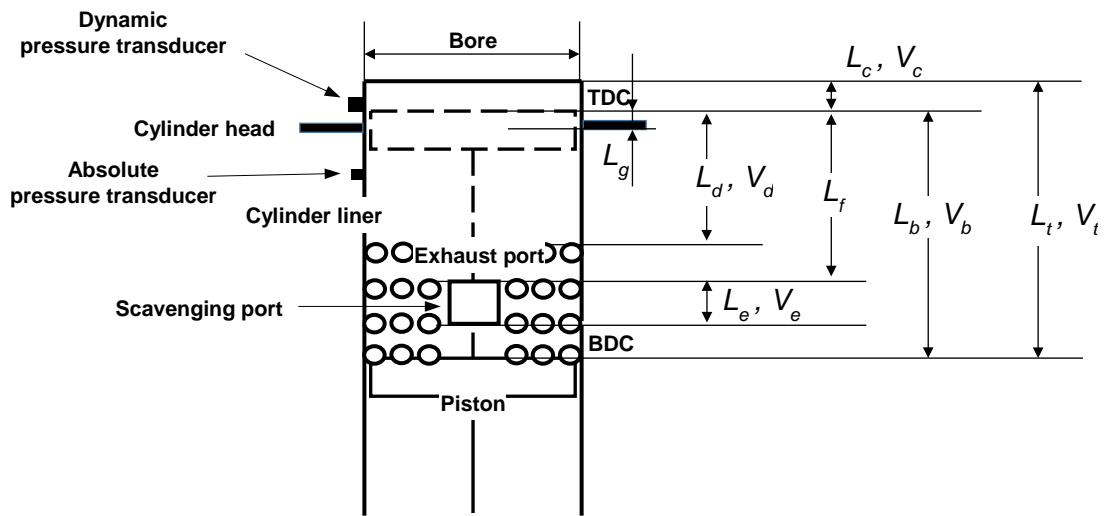 Dynamic
pressure transducer
Bore
L_c , V_c
TDC
Cylinder head
L_g
L_d , V_d
L_f
Absolute
pressure transducer
L_b , V_b
L_t , V_t
Cylinder liner
Exhaust port
Scavenging port
L_e , V_e
BDC
Piston